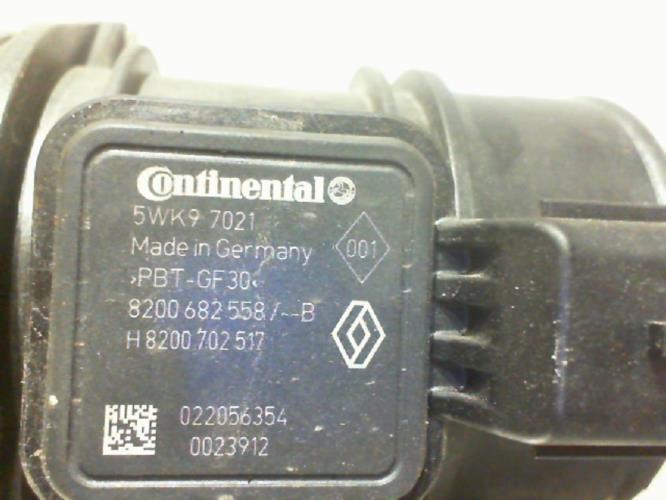 Continental
5WK9 7021
Made in Germany
001
>PBT-GF30<
8200 682 558 /--B
H 8200 702 517
022056354
0023912